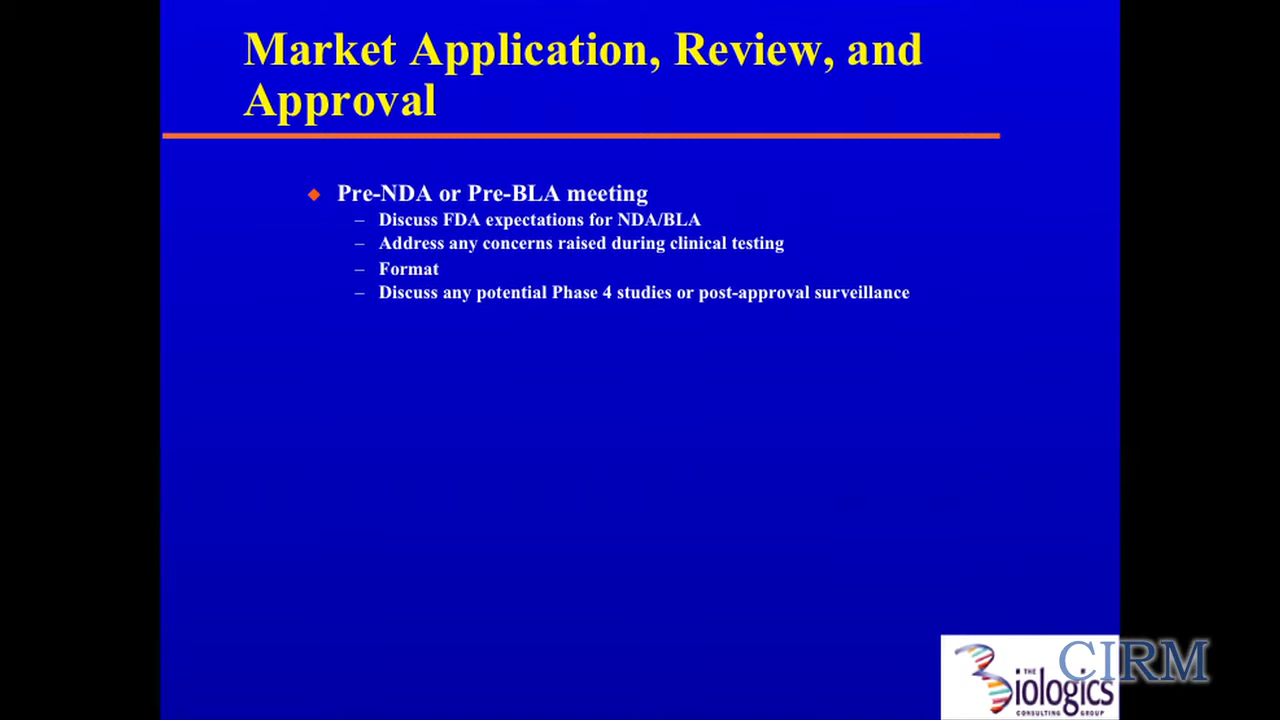 Market Application, Review, and
Approval
◆ Pre-NDA or Pre-BLA meeting
– Discuss FDA expectations for NDA/BLA
– Address any concerns raised during clinical testing
– Format
– Discuss any potential Phase 4 studies or post-approval surveillance
THE
Biologics
CONSULTING GROUP
CIRM